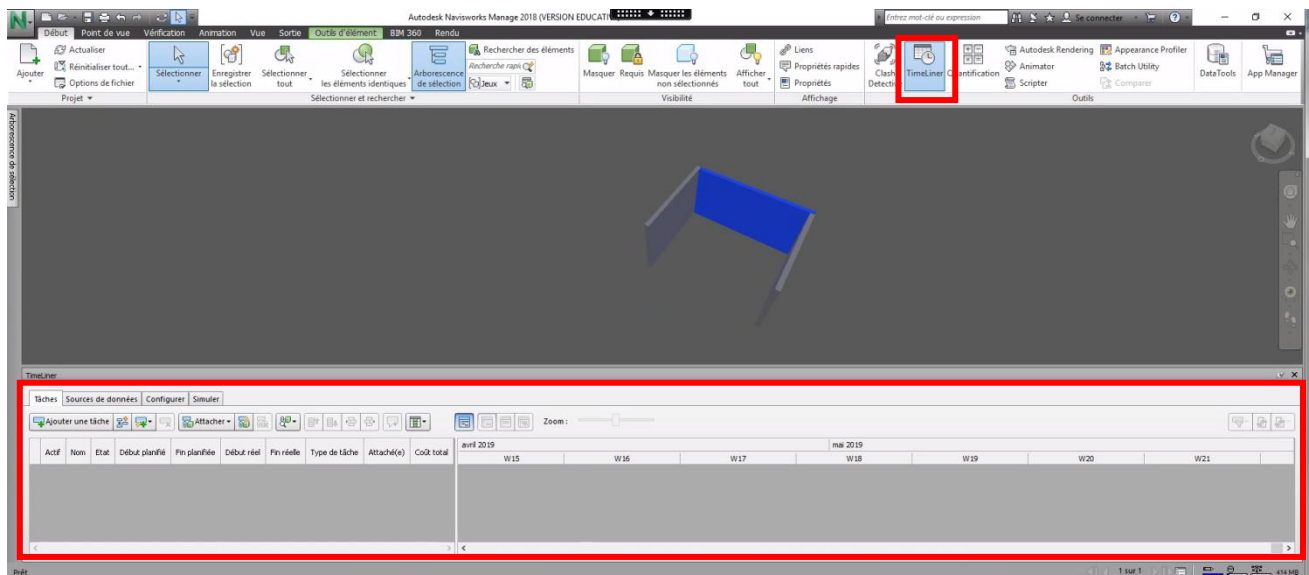 Autodesk Navisworks Manage 2018 (VERSION EDUCATI
Entrez mot-clé ou expression
Se connecter
Début Point de vue Vérification Animation Vue Sortie Outils d'élément BIM 360 Rendu
Ajouter
Actualiser
Réinitialiser tout...
Options de fichier
Projet
Sélectionner
Enregistrer
la sélection
Sélectionner
tout
Sélectionner
les éléments identiques
Arborescence
de sélection
Rechercher des éléments
Recherche rapi
Jeux
Sélectionner et rechercher
Masquer
Requis
Masquer les éléments
non sélectionnés
Afficher
tout
Visibilité
Liens
Propriétés rapides
Propriétés
Affichage
Clash
Detective
TimeLiner
Quantification
Autodesk Rendering
Animator
Scripter
Appearance Profiler
Batch Utility
Comparer
Outils
DataTools
App Manager
Arborescence de sélection
TimeLiner
Tâches Sources de données Configurer Simuler
Ajouter une tâche
Attacher
Zoom :
Actif Nom Etat Début planifié Fin planifiée Début réel Fin réelle Type de tâche Attaché(e) Coût total
avril 2019 mai 2019
W15 W16 W17 W18 W19 W20 W21
Prêt
1 sur 1
414 MB